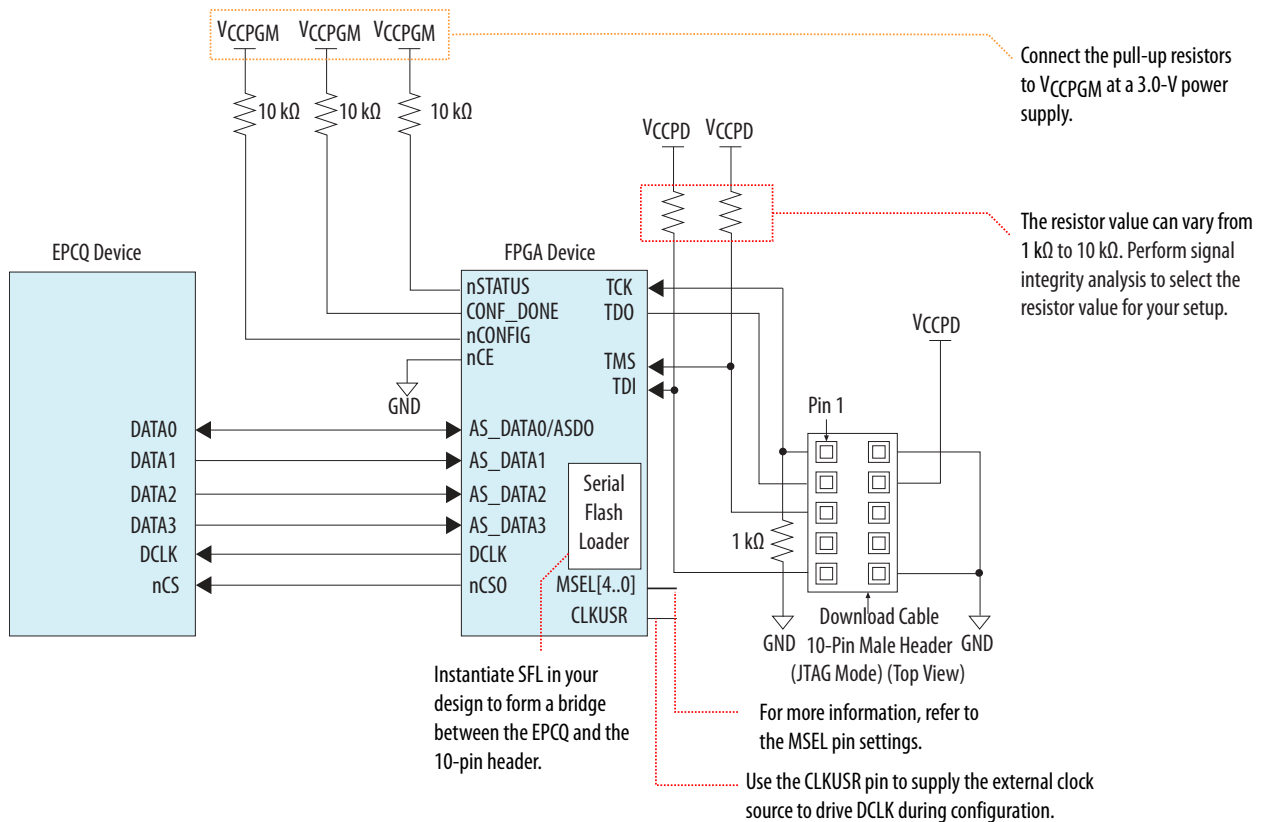 VCCPGM VCCPGM VCCPGM
10 kΩ 10 kΩ 10 kΩ
Connect the pull-up resistors
to VCCPGM at a 3.0-V power
supply.
VCCPD VCCPD
The resistor value can vary from
1 kΩ to 10 kΩ. Perform signal
integrity analysis to select the
resistor value for your setup.
EPCQ Device
DATA0
DATA1
DATA2
DATA3
DCLK
nCS
FPGA Device
nSTATUS
CONF_DONE
nCONFIG
nCE
GND
AS_DATA0/ASDO
AS_DATA1
AS_DATA2
AS_DATA3
DCLK
nCSO
TCK
TDO
TMS
TDI
Serial
Flash
Loader
MSEL[4..0]
CLKUSR
VCCPD
Pin 1
1 kΩ
GND
GND
Download Cable
10-Pin Male Header
(JTAG Mode) (Top View)
Instantiate SFL in your
design to form a bridge
between the EPCQ and the
10-pin header.
For more information, refer to
the MSEL pin settings.
Use the CLKUSR pin to supply the external clock
source to drive DCLK during configuration.